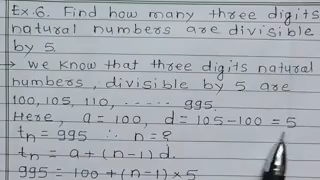 Ex.6. Find how many three digits
natural numbers are divisible
by 5.
→ we know that three digits natural
numbers, divisible by 5 are
100, 105, 110, ------ 995.
Here, a = 100, d = 105-100 = 5
tn = 995 ∴ n = ?
tn = a + (n-1) d.
995 = 100 + (n-1) × 5